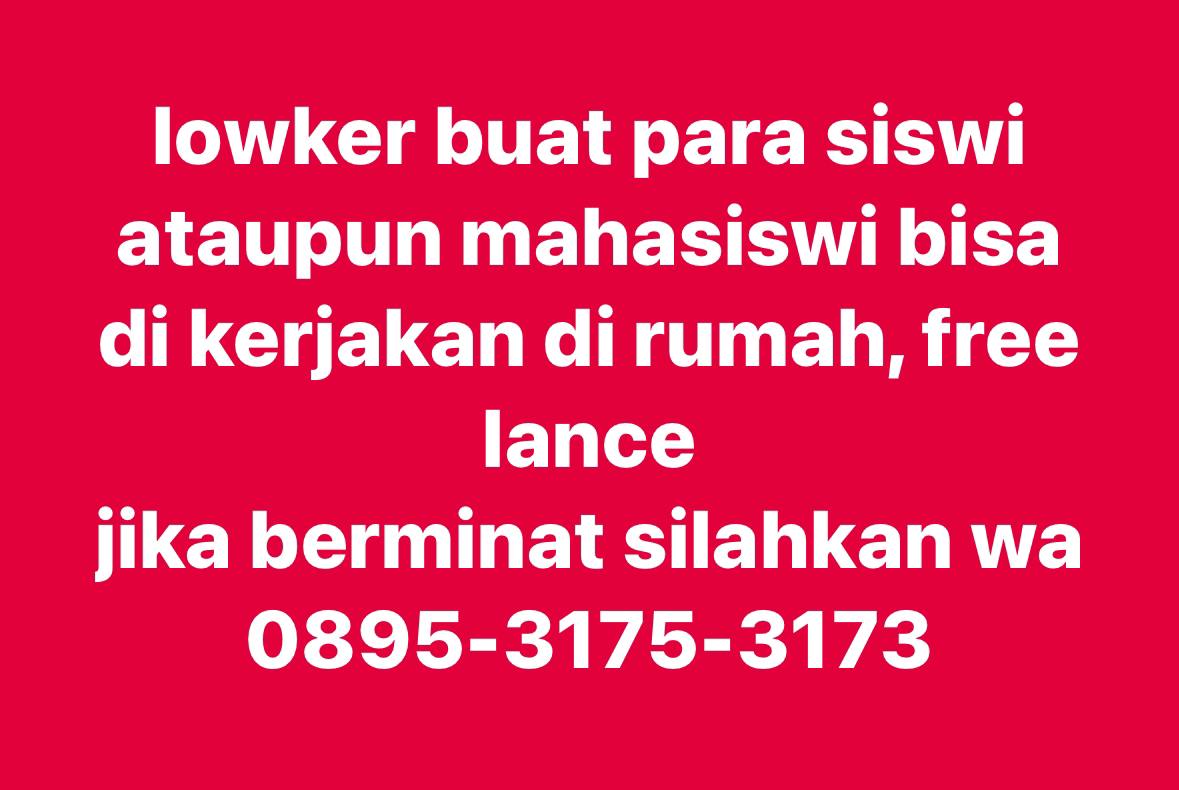 lowker buat para siswi
ataupun mahasiswi bisa
di kerjakan di rumah, free
lance
jika berminat silahkan wa
0895-3175-3173